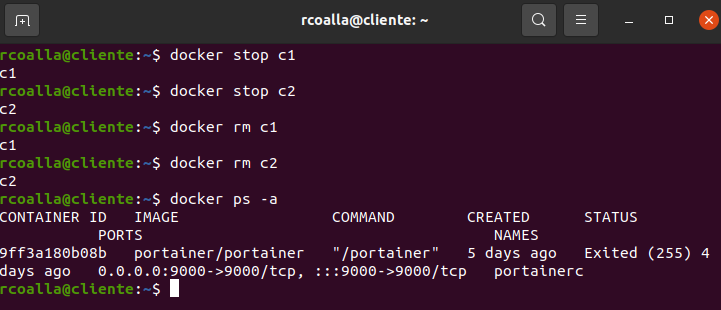 rcoalla@cliente: ~
rcoalla@cliente:~$ docker stop c1
c1
rcoalla@cliente:~$ docker stop c2
c2
rcoalla@cliente:~$ docker rm c1
c1
rcoalla@cliente:~$ docker rm c2
c2
rcoalla@cliente:~$ docker ps -a
CONTAINER ID   IMAGE                 COMMAND        CREATED      STATUS
           PORTS                                       NAMES
9ff3a180b08b   portainer/portainer   "/portainer"   5 days ago   Exited (255) 4
days ago   0.0.0.0:9000->9000/tcp, :::9000->9000/tcp   portainerc
rcoalla@cliente:~$